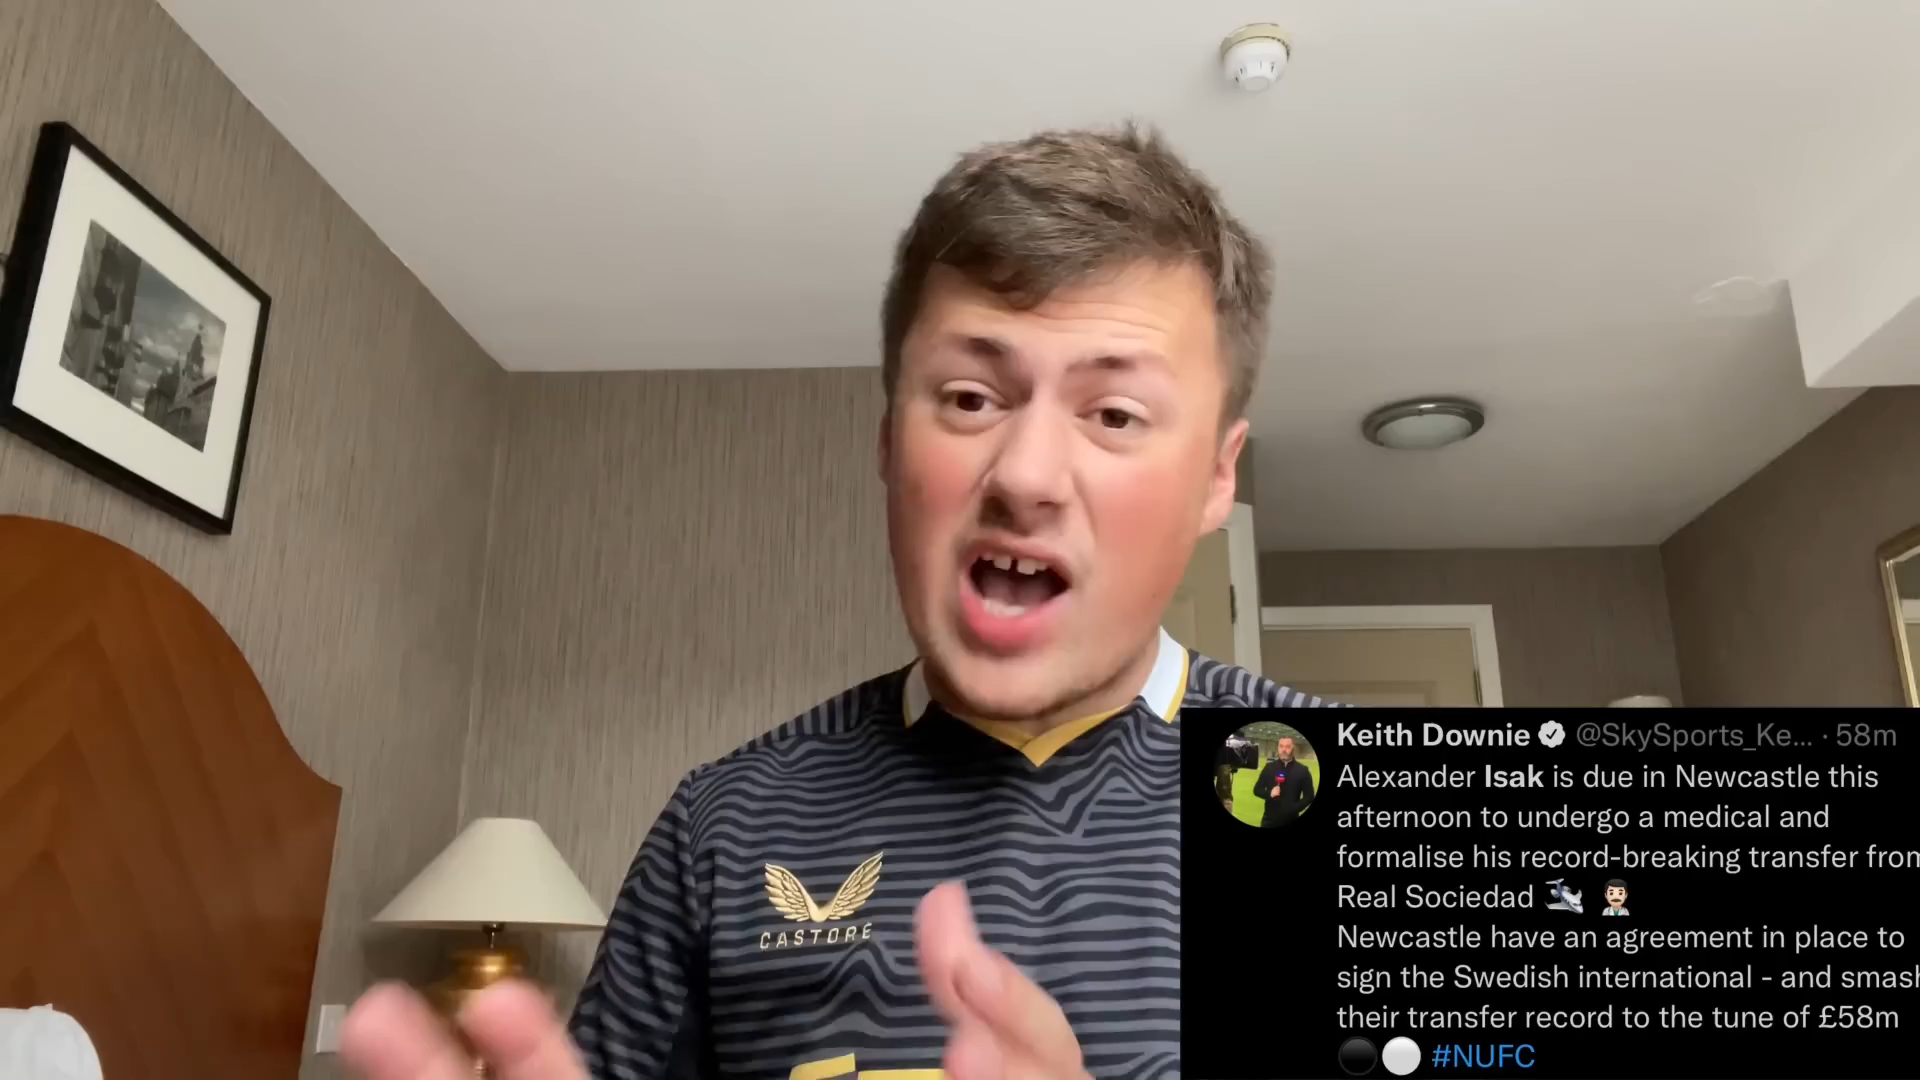 CASTORE
Keith Downie @SkySports_Ke... · 58m
Alexander Isak is due in Newcastle this
afternoon to undergo a medical and
formalise his record-breaking transfer from
Real Sociedad
Newcastle have an agreement in place to
sign the Swedish international - and smash
their transfer record to the tune of £58m
#NUFC